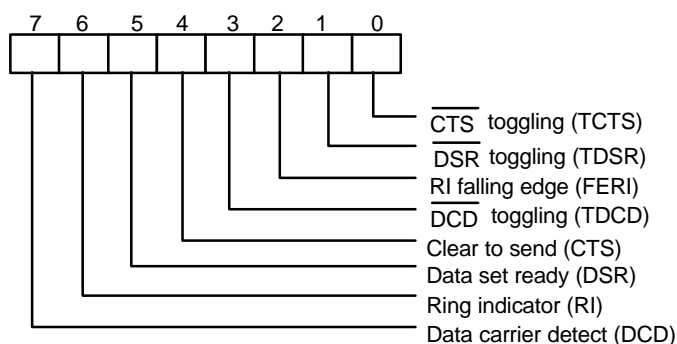 7 6 5 4 3 2 1 0
CTS toggling (TCTS)
DSR toggling (TDSR)
RI falling edge (FERI)
DCD toggling (TDCD)
Clear to send (CTS)
Data set ready (DSR)
Ring indicator (RI)
Data carrier detect (DCD)